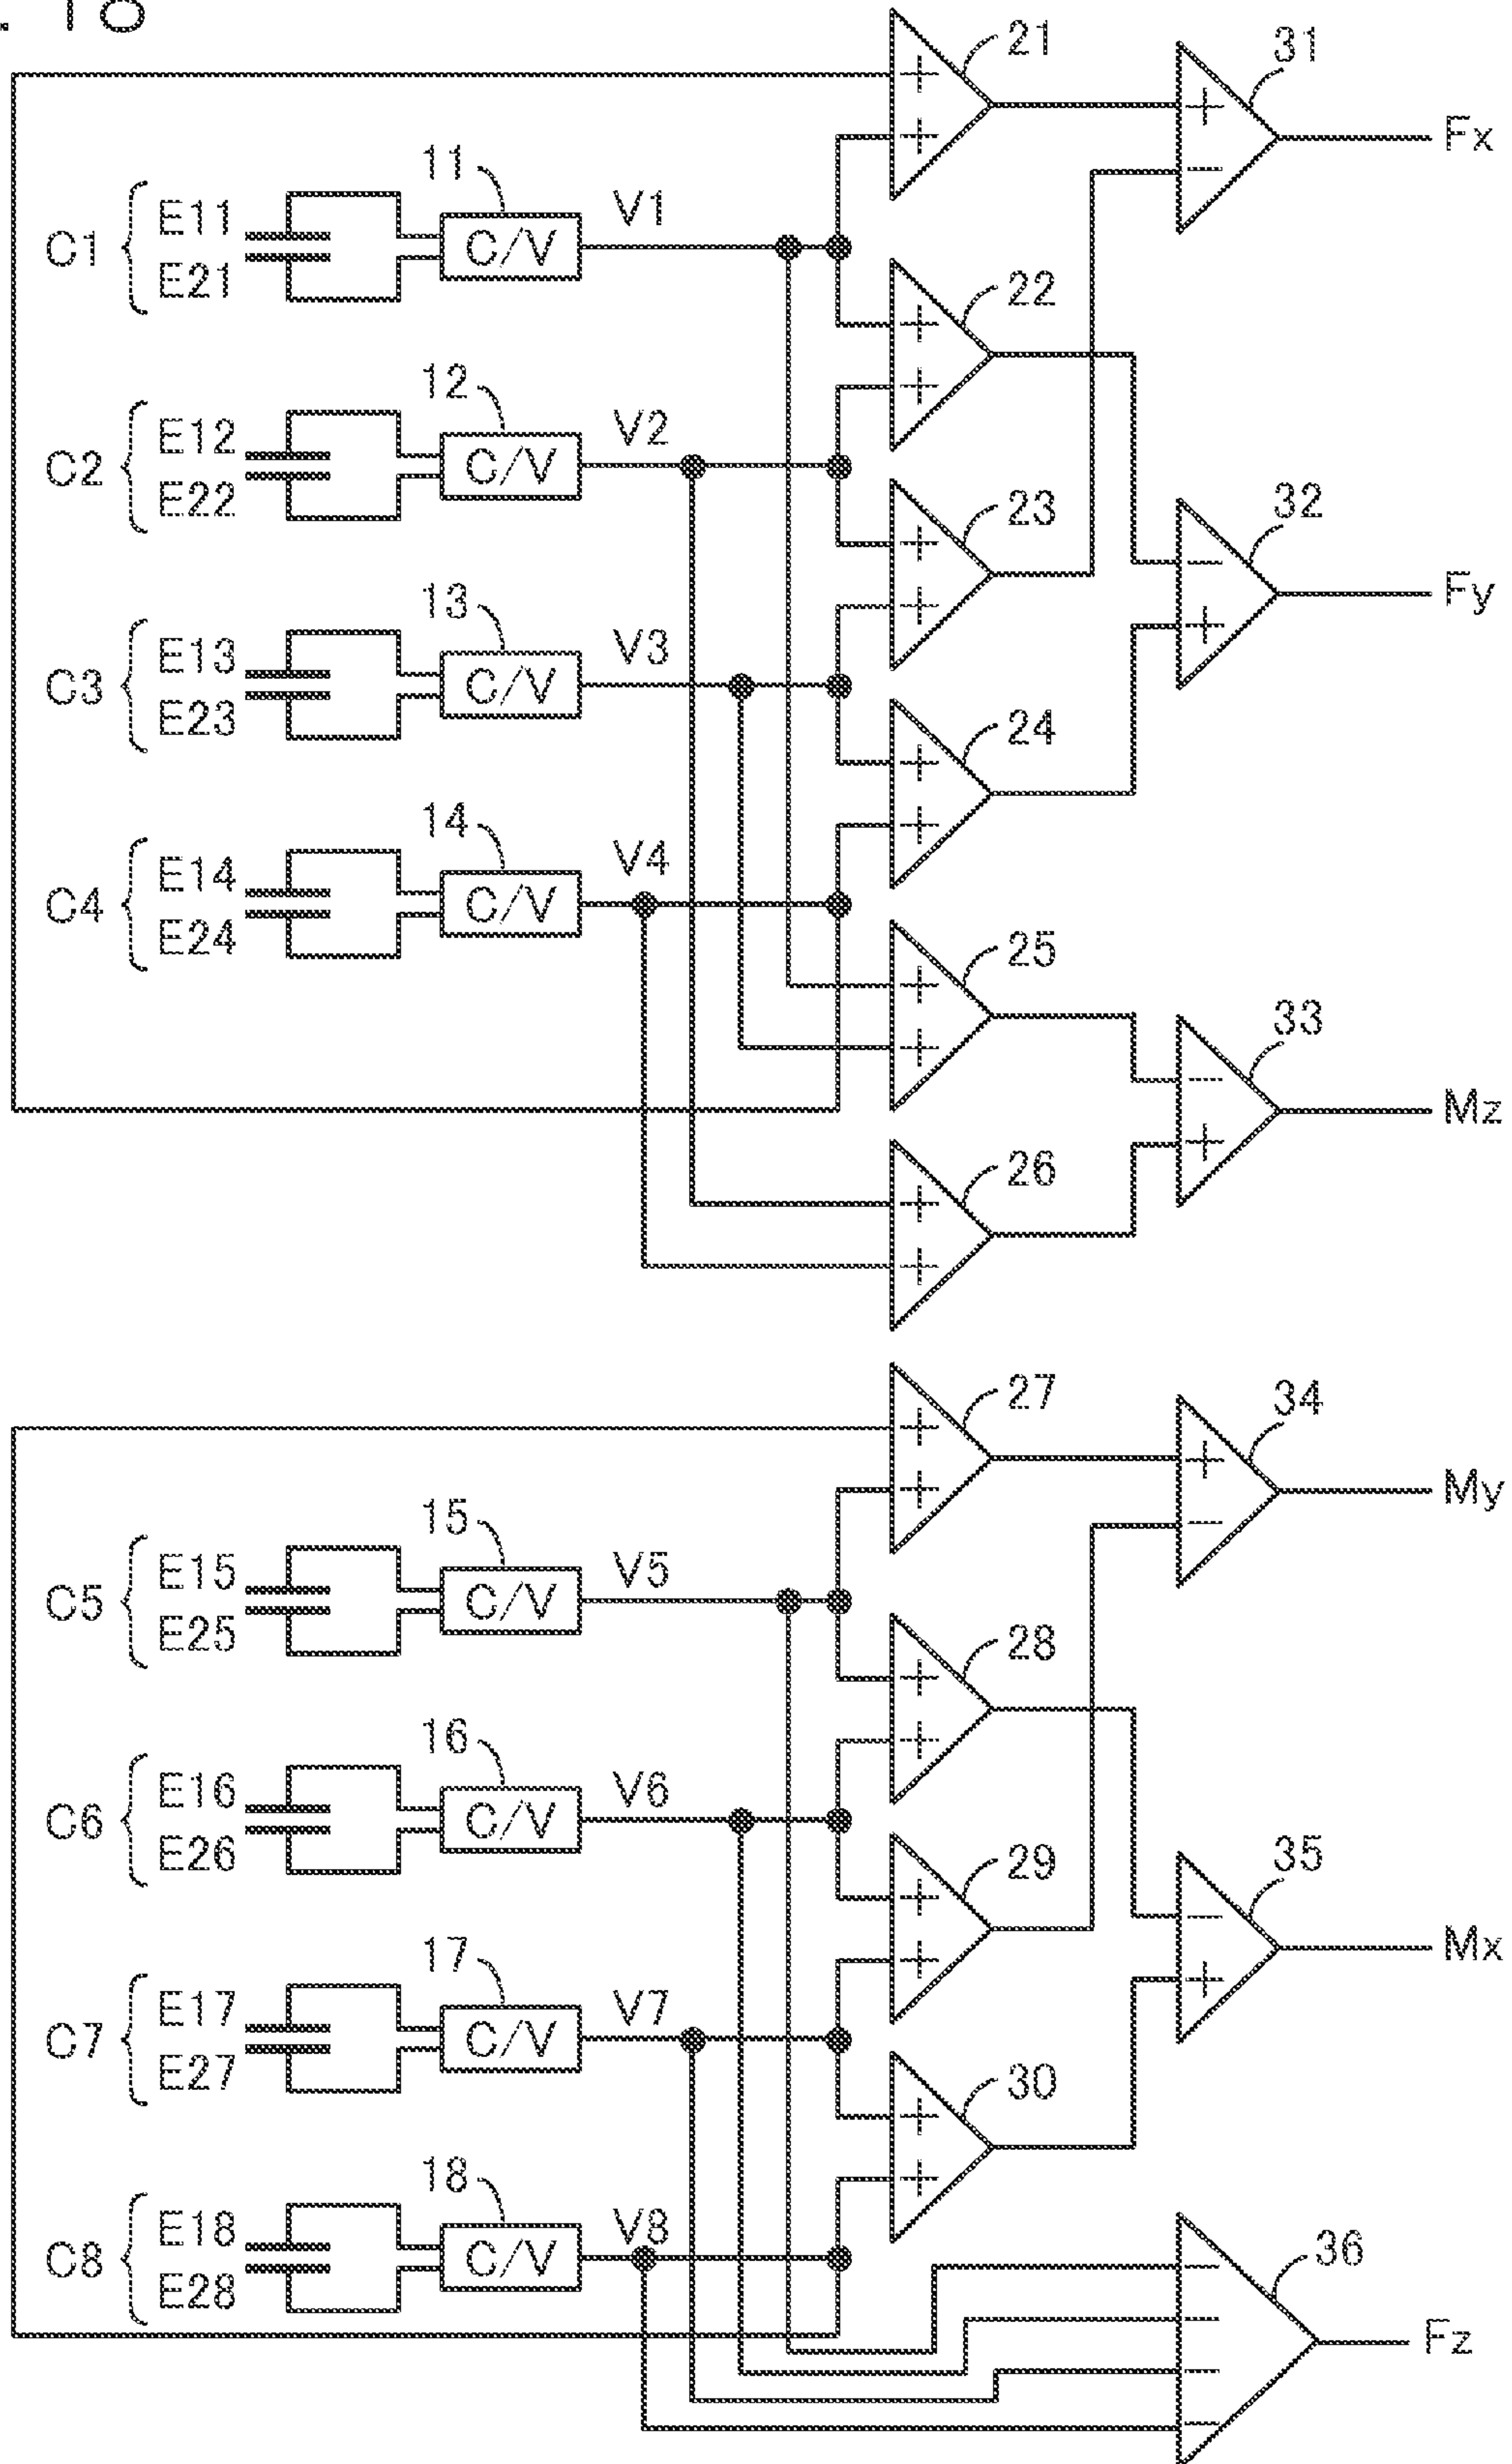 . 18
21
31
Fx
11
C1 { E11 E21
C/V
V1
22
12
C2 { E12 E22
C/V
V2
23
32
Fy
13
C3 { E13 E23
C/V
V3
24
14
C4 { E14 E24
C/V
V4
25
33
Mz
26
27
34
My
15
C5 { E15 E25
C/V
V5
28
16
C6 { E16 E26
C/V
V6
29
35
Mx
17
C7 { E17 E27
C/V
V7
30
18
C8 { E18 E28
C/V
V8
36
Fz